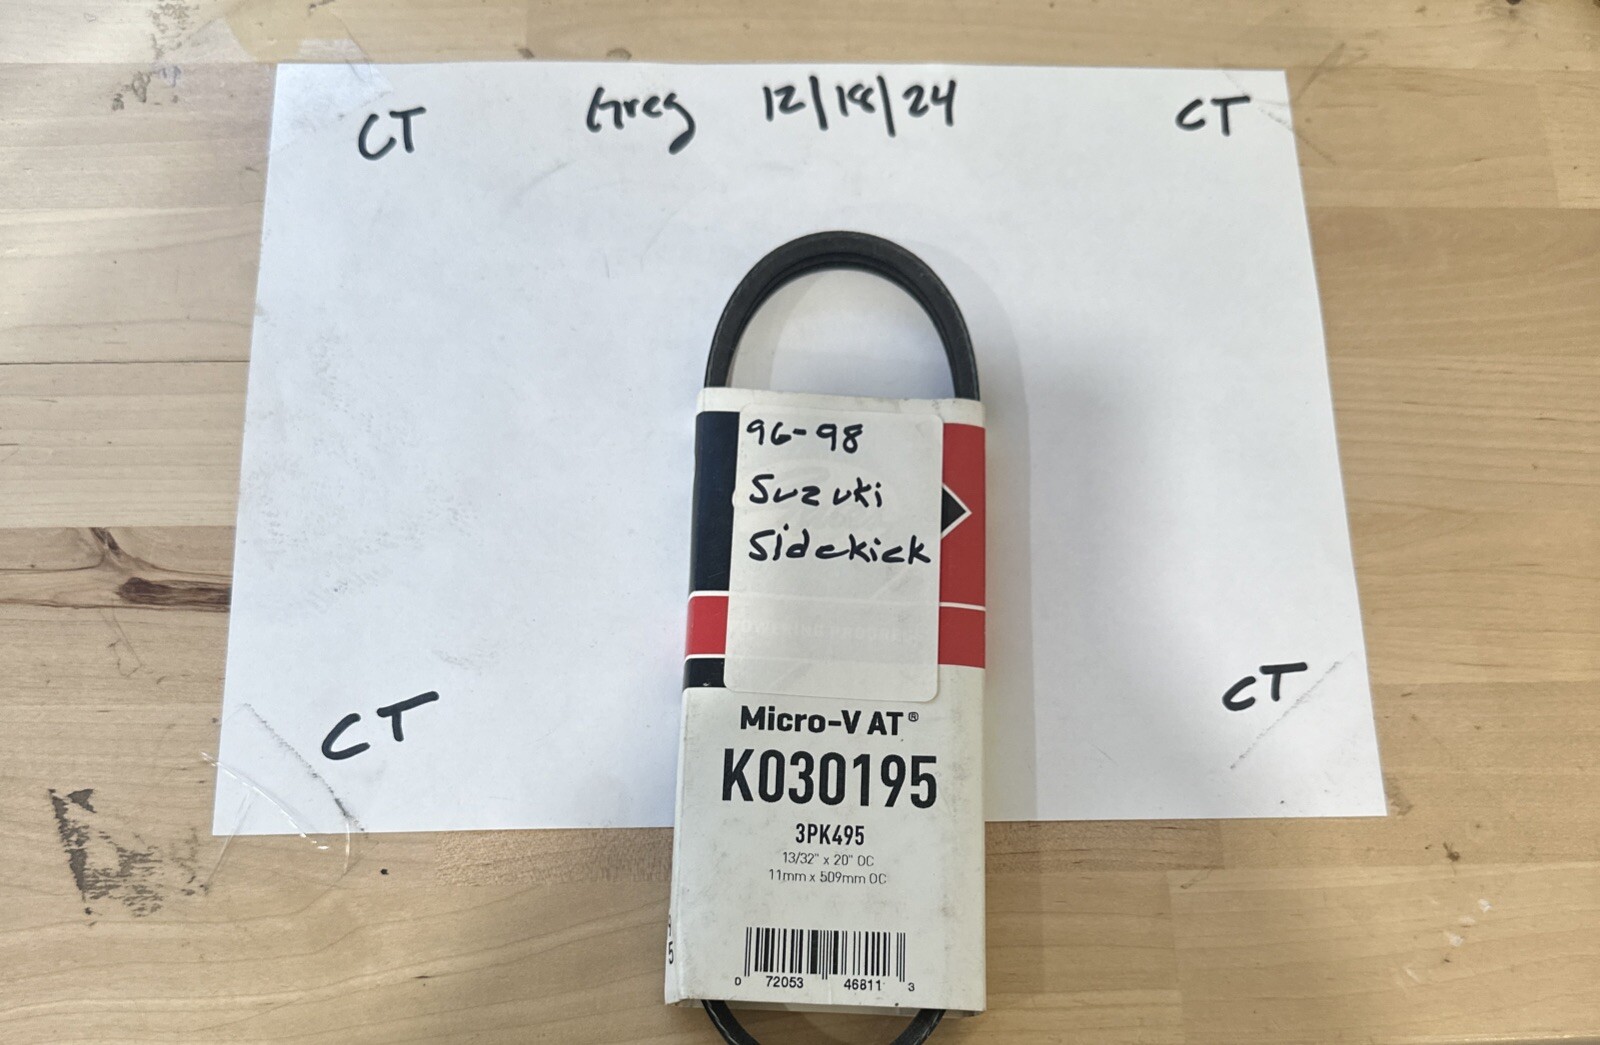 CT Greg 12/18/24 CT
96-98
Suzuki
Sidekick
CT CT
Micro-V AT®
K030195
3PK495
13/32" x 20" OC
11mm x 509mm OC
0 72053 46811 3